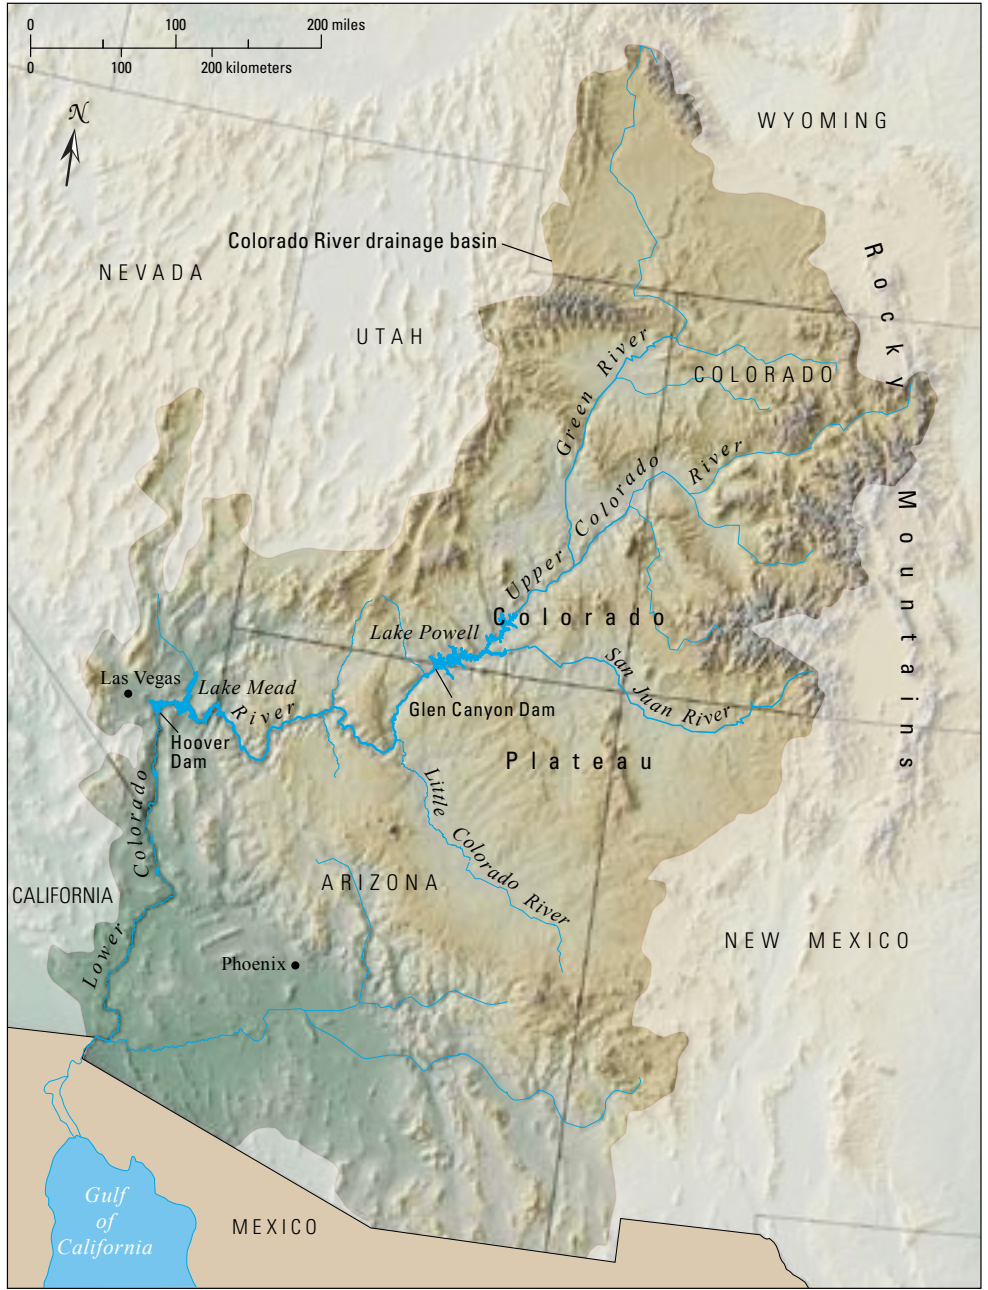 0 100 200 miles
0 100 200 kilometers
N
WYOMING
Colorado River drainage basin
NEVADA
Rocky Mountains
UTAH
Green River
COLORADO
Upper Colorado River
Colorado
Plateau
Lake Powell
San Juan River
Las Vegas
Lake Mead
River
Glen Canyon Dam
Hoover
Dam
Little Colorado River
Lower Colorado
CALIFORNIA
ARIZONA
NEW MEXICO
Phoenix
Gulf
of
California
MEXICO